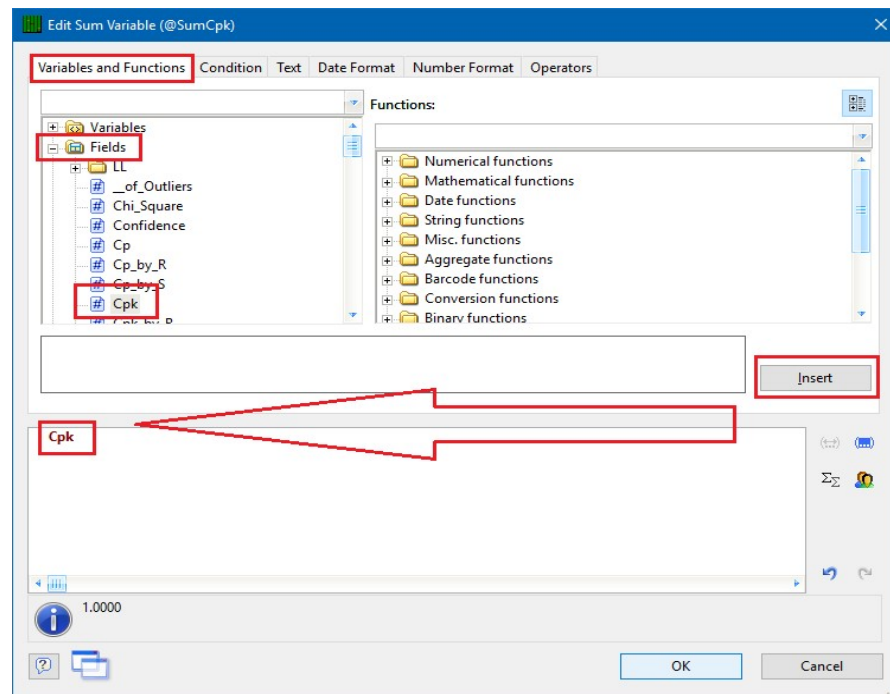 Edit Sum Variable (@SumCpk)
Variables and Functions Condition Text Date Format Number Format Operators
Functions:
Variables
Fields
LL
__of_Outliers
Chi_Square
Confidence
Cp
Cp_by_R
Cp_by_S
Cpk
Cpk_by_R
Numerical functions
Mathematical functions
Date functions
String functions
Misc. functions
Aggregate functions
Barcode functions
Conversion functions
Binary functions
Insert
Cpk
1.0000
OK
Cancel